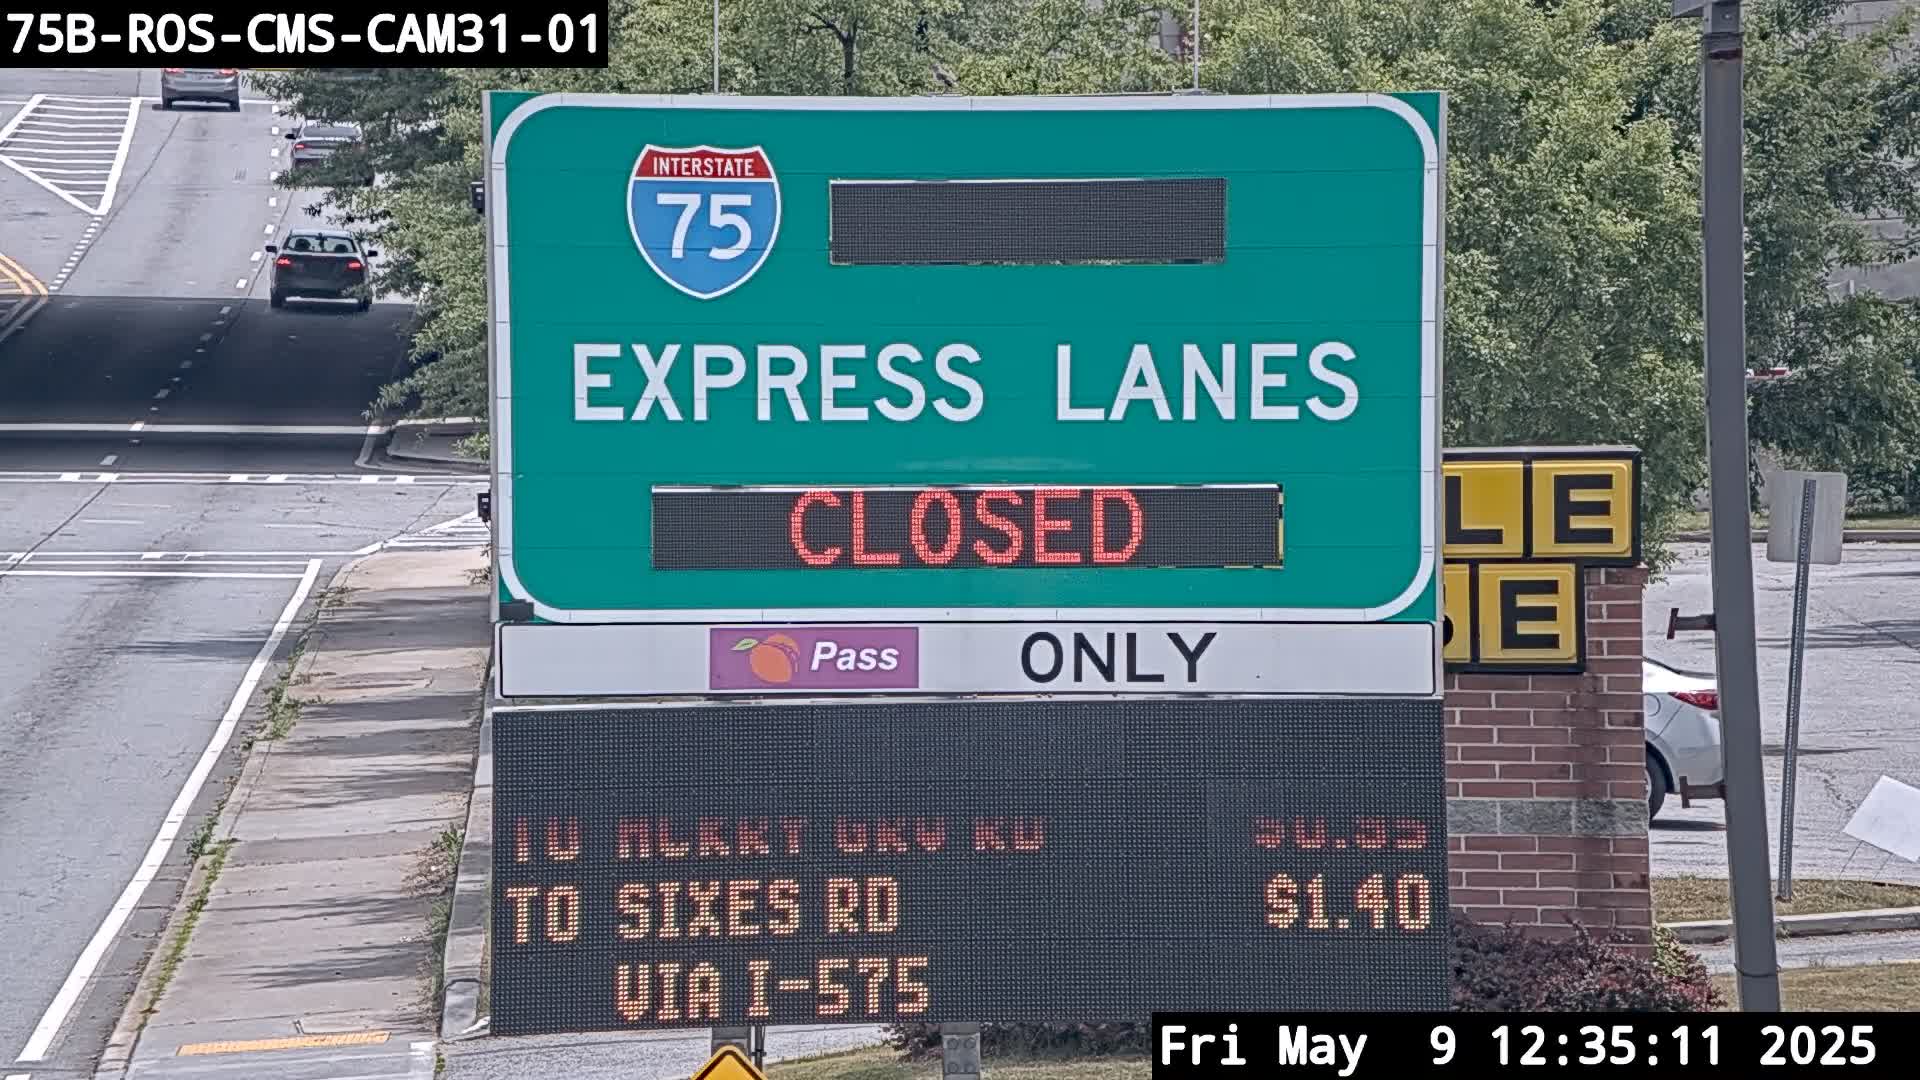 75B-ROS-CMS-CAM31-01
INTERSTATE
75
EXPRESS LANES
CLOSED
Pass ONLY
TO SIXES RD $1.40
VIA I-575
LE
E
Fri May 9 12:35:11 2025